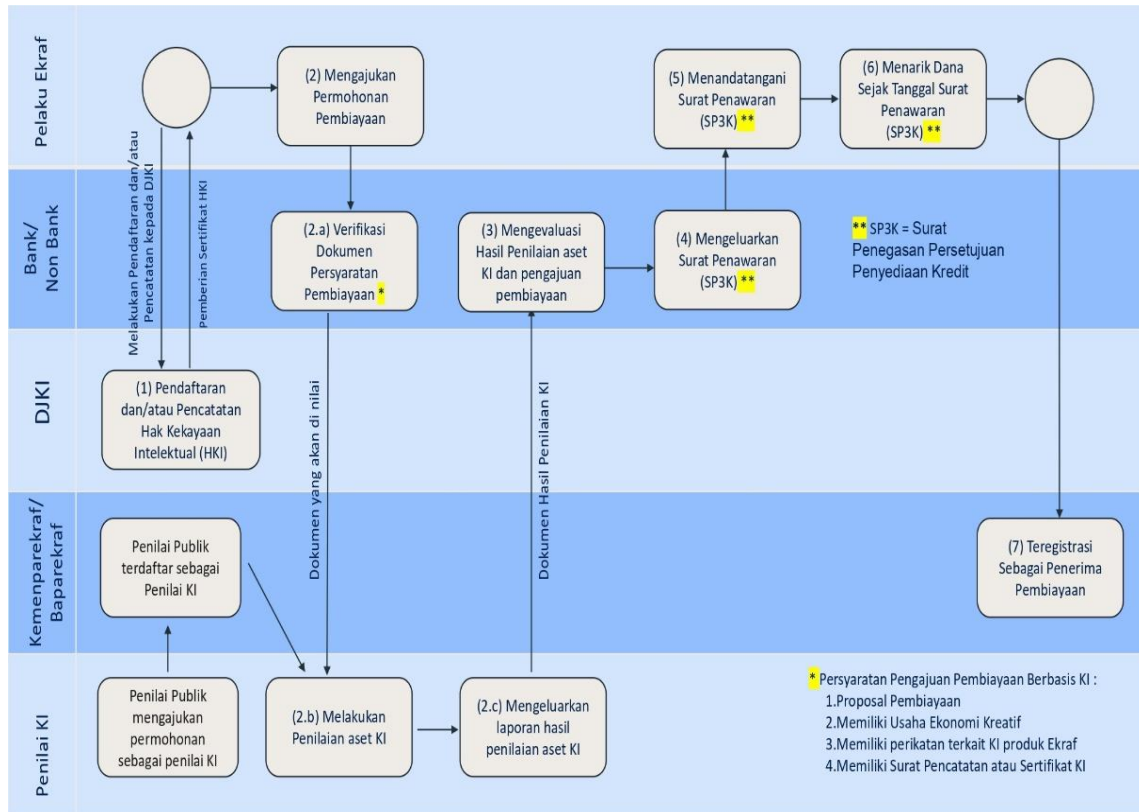 Pelaku Ekraf
(2) Mengajukan
Permohonan
Pembiayaan
(5) Menandatangani
Surat Penawaran
(SP3K) **
(6) Menarik Dana
Sejak Tanggal Surat
Penawaran
(SP3K) **
Melakukan Pendaftaran dan/atau
Pencatatan kepada DJKI
Pemberian Sertifikat HKI
Bank/
Non Bank
(2.a) Verifikasi
Dokumen
Persyaratan
Pembiayaan *
(3) Mengevaluasi
Hasil Penilaian aset
KI dan pengajuan
pembiayaan
(4) Mengeluarkan
Surat Penawaran
(SP3K) **
** SP3K = Surat
Penegasan Persetujuan
Penyediaan Kredit
DJKI
(1) Pendaftaran
dan/atau Pencatatan
Hak Kekayaan
Intelektual (HKI)
Dokumen yang akan di nilai
Dokumen Hasil Penilaian KI
Kemenparekraf/
Baparekraf
Penilai Publik
terdaftar sebagai
Penilai KI
(7) Teregistrasi
Sebagai Penerima
Pembiayaan
Penilai KI
Penilai Publik
mengajukan
permohonan
sebagai penilai KI
(2.b) Melakukan
Penilaian aset KI
(2.c) Mengeluarkan
laporan hasil
penilaian aset KI
* Persyaratan Pengajuan Pembiayaan Berbasis KI :
1.Proposal Pembiayaan
2.Memiliki Usaha Ekonomi Kreatif
3.Memiliki perikatan terkait KI produk Ekraf
4.Memiliki Surat Pencatatan atau Sertifikat KI